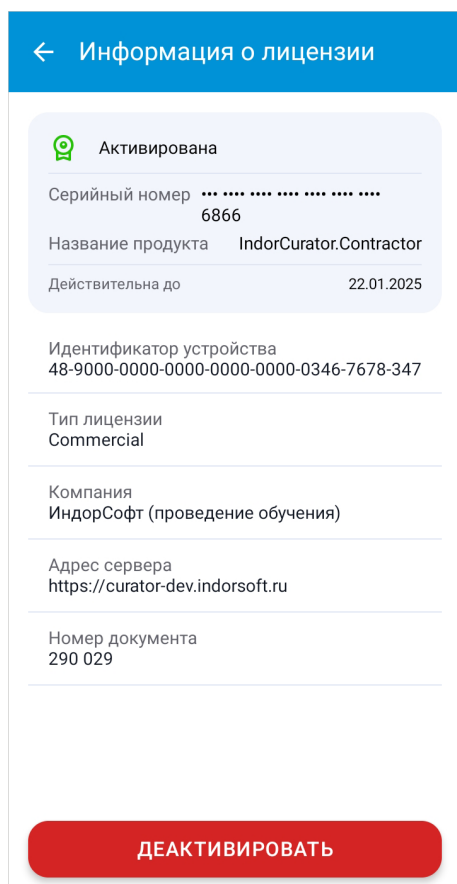 Информация о лицензии
Активирована
Серийный номер ••• •••• •••• •••• •••• •••• ••••
6866
Название продукта IndorCurator.Contractor
Действительна до 22.01.2025
Идентификатор устройства
48-9000-0000-0000-0000-0000-0346-7678-347
Тип лицензии
Commercial
Компания
ИндорСофт (проведение обучения)
Адрес сервера
https://curator-dev.indorsoft.ru
Номер документа
290 029
ДЕАКТИВИРОВАТЬ